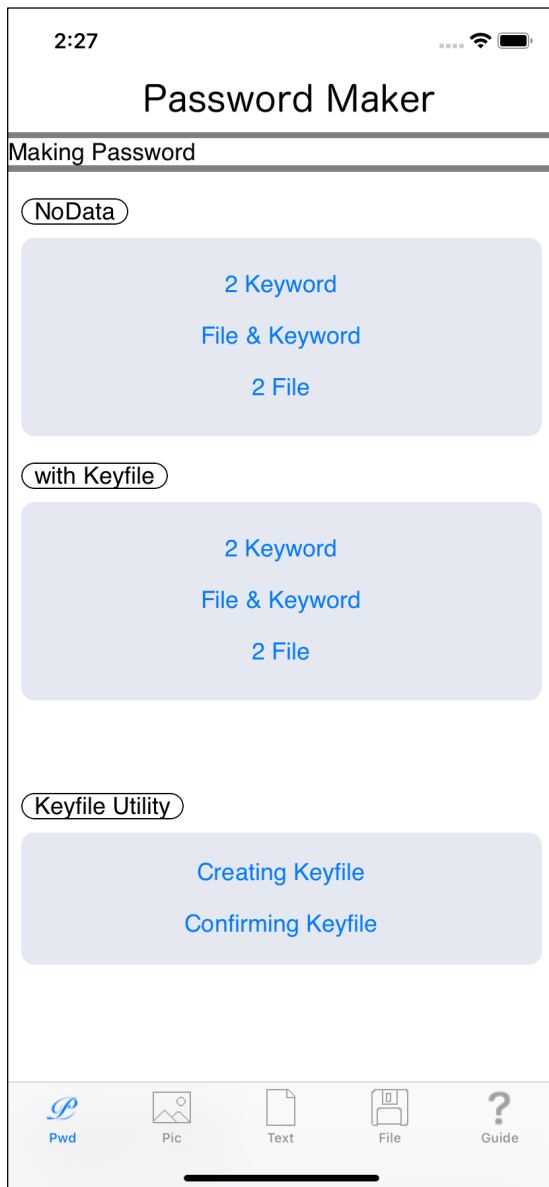 2:27
Password Maker
Making Password
NoData
2 Keyword
File & Keyword
2 File
with Keyfile
2 Keyword
File & Keyword
2 File
Keyfile Utility
Creating Keyfile
Confirming Keyfile
Pwd Pic Text File Guide